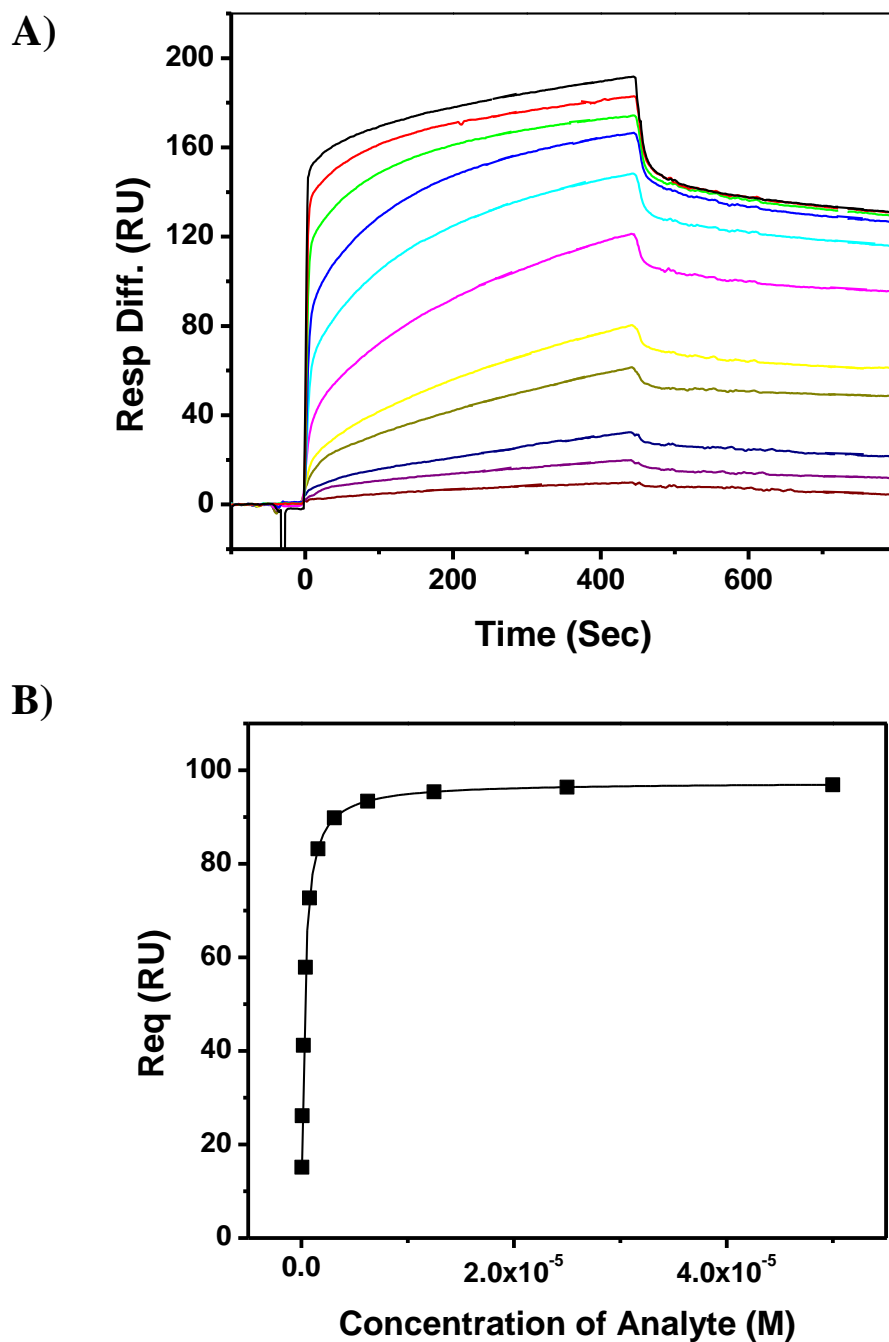 A)
200
160
120
80
40
0
Resp Diff. (RU)
0 200 400 600
Time (Sec)
B)
100
80
60
40
20
0
Req (RU)
0.0 2.0x10⁻⁵ 4.0x10⁻⁵
Concentration of Analyte (M)